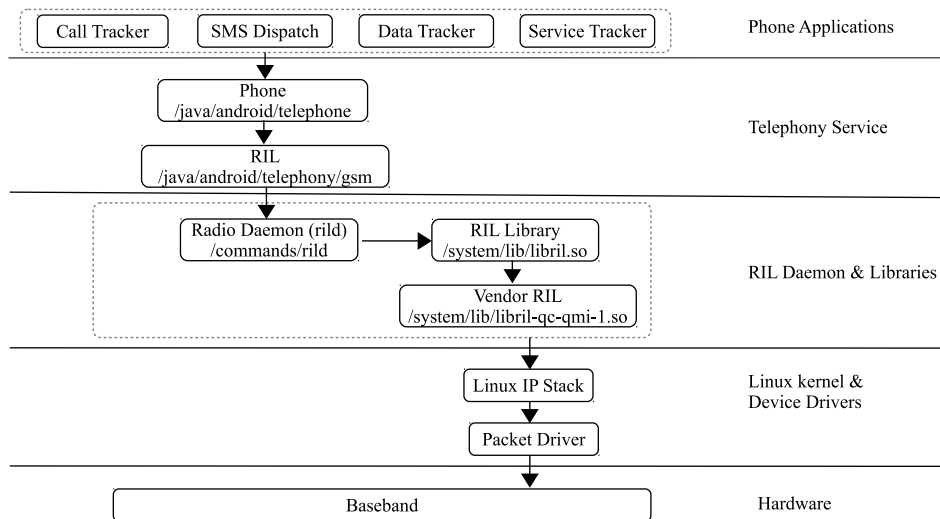 Call Tracker
SMS Dispatch
Data Tracker
Service Tracker
Phone Applications
Phone
/java/android/telephone
Telephony Service
RIL
/java/android/telephony/gsm
Radio Daemon (rild)
/commands/rild
RIL Library
/system/lib/libril.so
RIL Daemon & Libraries
Vendor RIL
/system/lib/libril-qc-qmi-1.so
Linux IP Stack
Linux kernel &
Device Drivers
Packet Driver
Baseband
Hardware